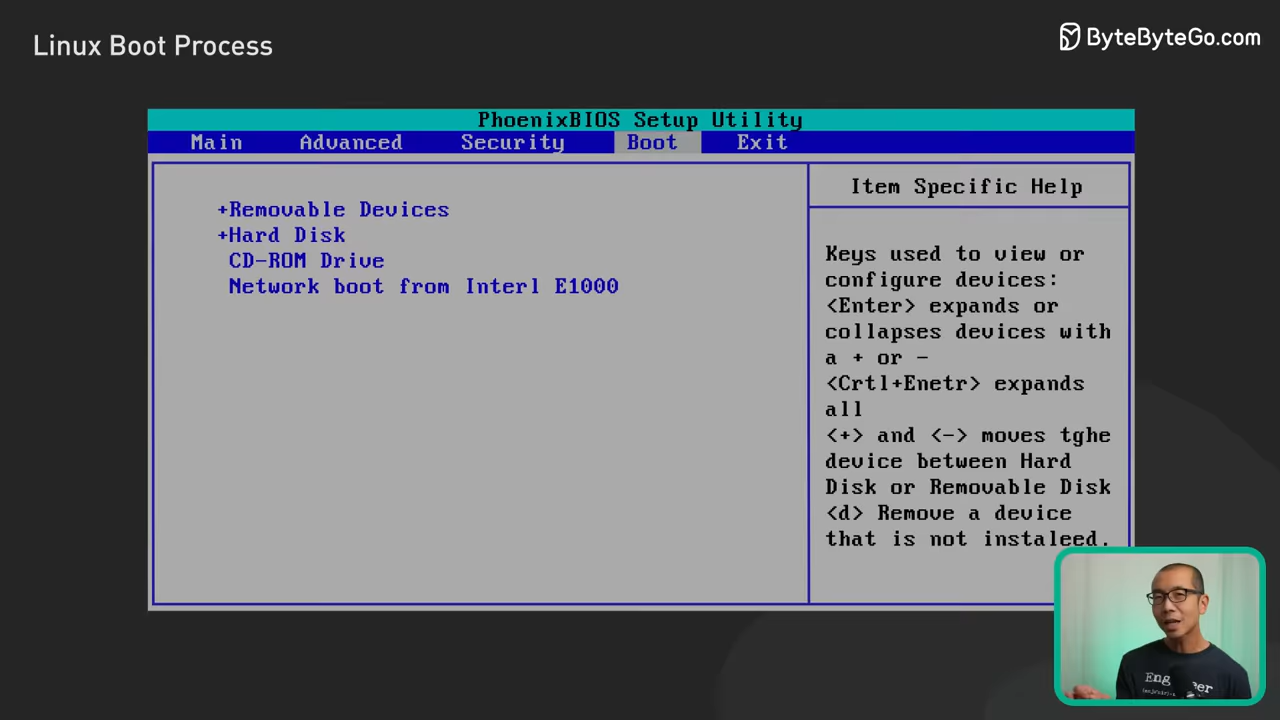 Linux Boot Process
ByteByteGo.com
PhoenixBIOS Setup Utility
Main Advanced Security Boot Exit
+Removable Devices
+Hard Disk
CD-ROM Drive
Network boot from Interl E1000
Item Specific Help
Keys used to view or
configure devices:
<Enter> expands or
collapses devices with
a + or -
<Crtl+Enetr> expands
all
<+> and <-> moves tghe
device between Hard
Disk or Removable Disk
<d> Remove a device
that is not instaleed.